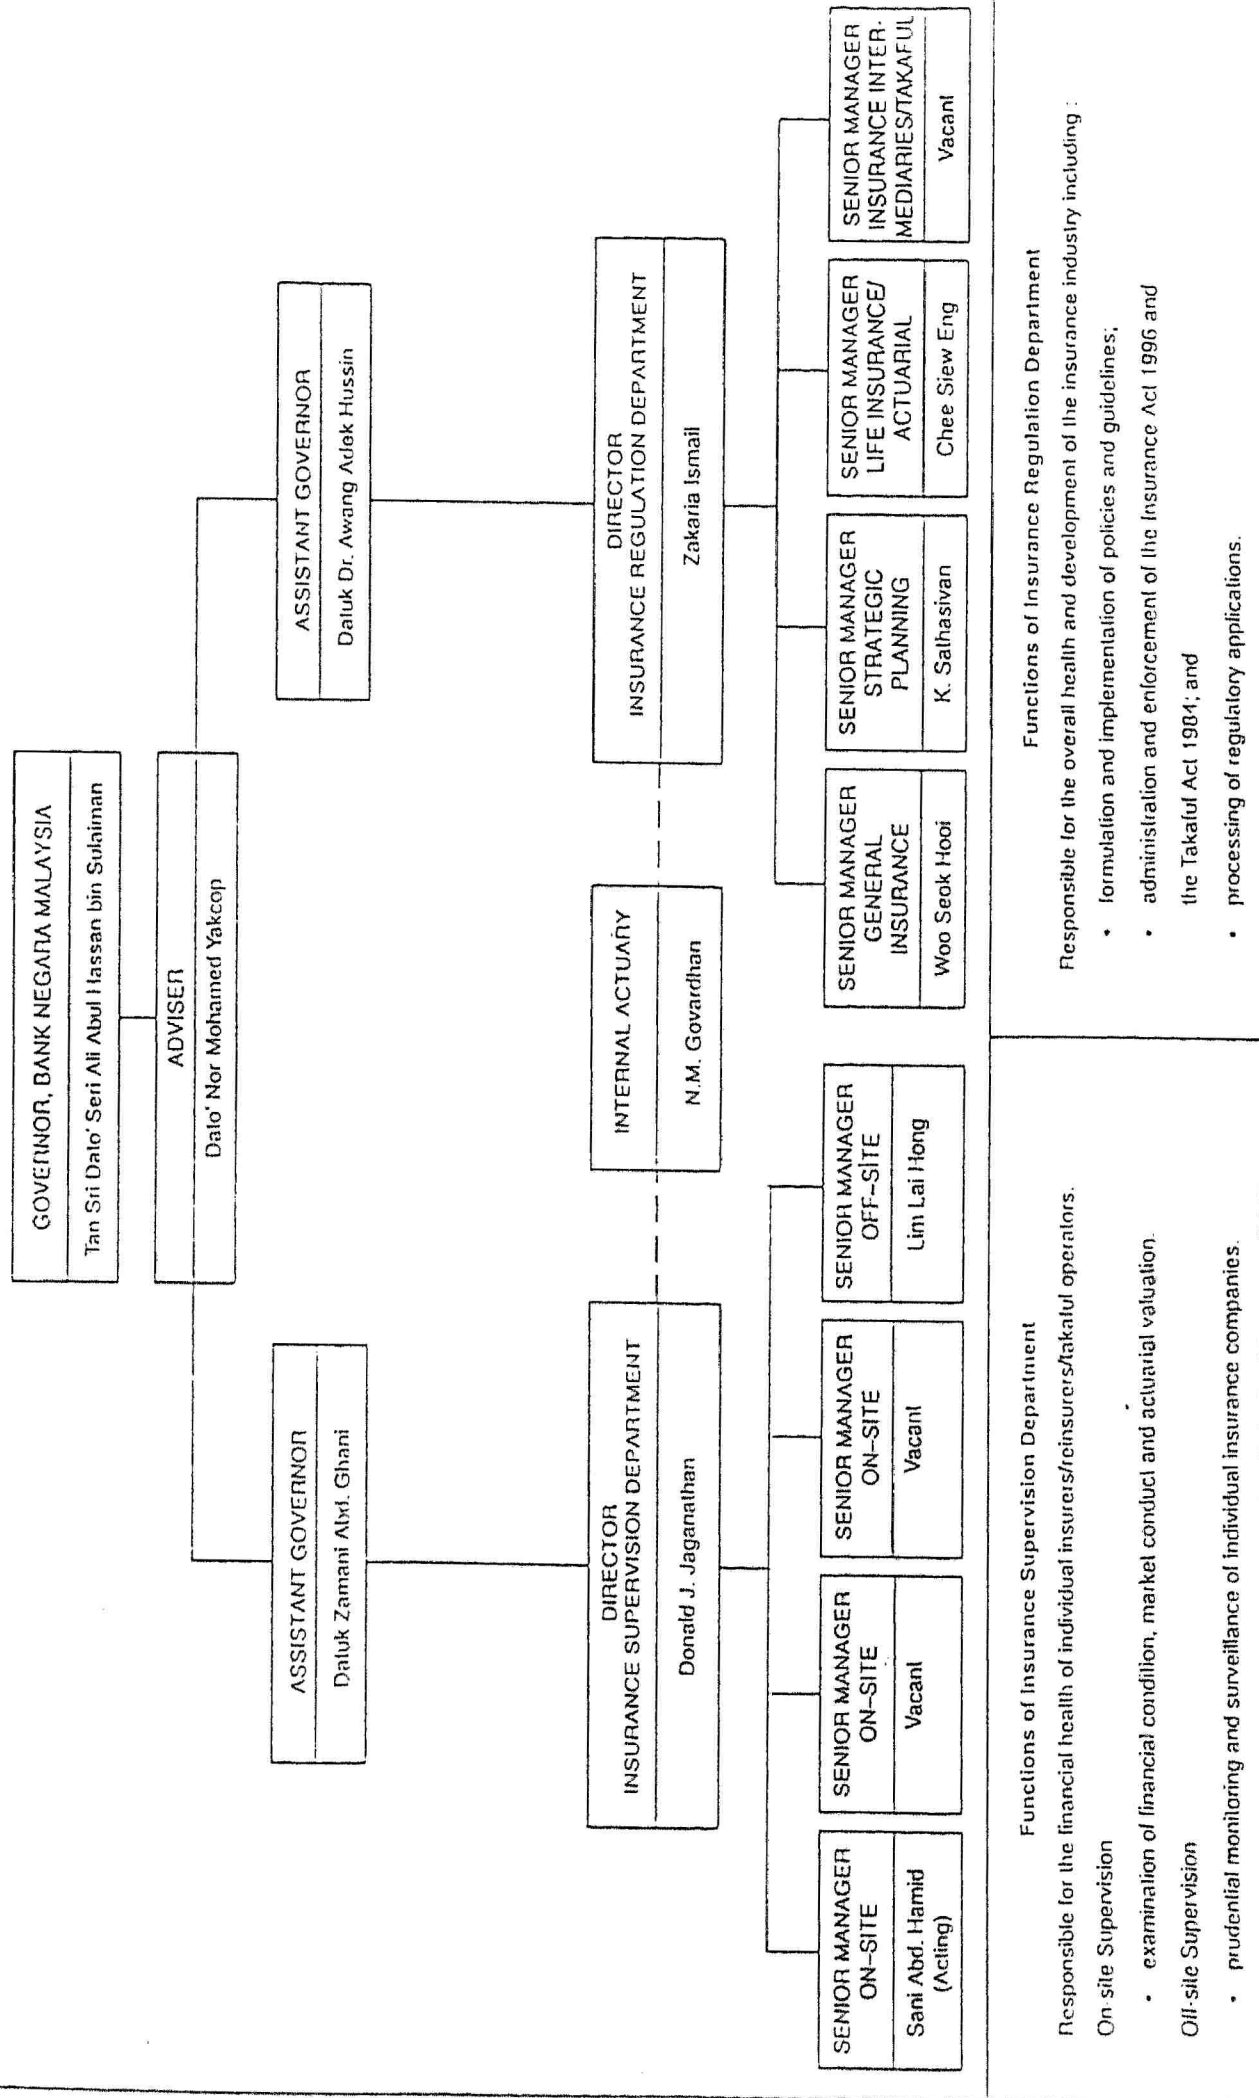 GOVERNOR, BANK NEGARA MALAYSIA
Tan Sri Dato' Seri Ali Abul Hassan bin Sulaiman
ADVISER
Dato' Nor Mohamed Yakcop
ASSISTANT GOVERNOR
Datuk Zamani Abd. Ghani
ASSISTANT GOVERNOR
Datuk Dr. Awang Adek Hussin
DIRECTOR
INSURANCE SUPERVISION DEPARTMENT
Donald J. Jaganathan
INTERNAL ACTUARY
N.M. Govardhan
DIRECTOR
INSURANCE REGULATION DEPARTMENT
Zakaria Ismail
SENIOR MANAGER
ON-SITE
Sani Abd. Hamid
(Acting)
SENIOR MANAGER
ON-SITE
Vacant
SENIOR MANAGER
ON-SITE
Vacant
SENIOR MANAGER
OFF-SITE
Lim Lai Hong
SENIOR MANAGER
GENERAL
INSURANCE
Woo Seok Hooi
SENIOR MANAGER
STRATEGIC
PLANNING
K. Sathasivan
SENIOR MANAGER
LIFE INSURANCE/
ACTUARIAL
Chee Siew Eng
SENIOR MANAGER
INSURANCE INTER-
MEDIARIES/TAKAFUL
Vacant
Functions of Insurance Supervision Department
Responsible for the financial health of individual insurers/reinsurers/takaful operators.
On-site Supervision
• examination of financial condition, market conduct and actuarial valuation.
Off-site Supervision
• prudential monitoring and surveillance of individual insurance companies.
Functions of Insurance Regulation Department
Responsible for the overall health and development of the insurance industry including :
• formulation and implementation of policies and guidelines;
• administration and enforcement of the Insurance Act 1996 and
the Takaful Act 1984; and
• processing of regulatory applications.